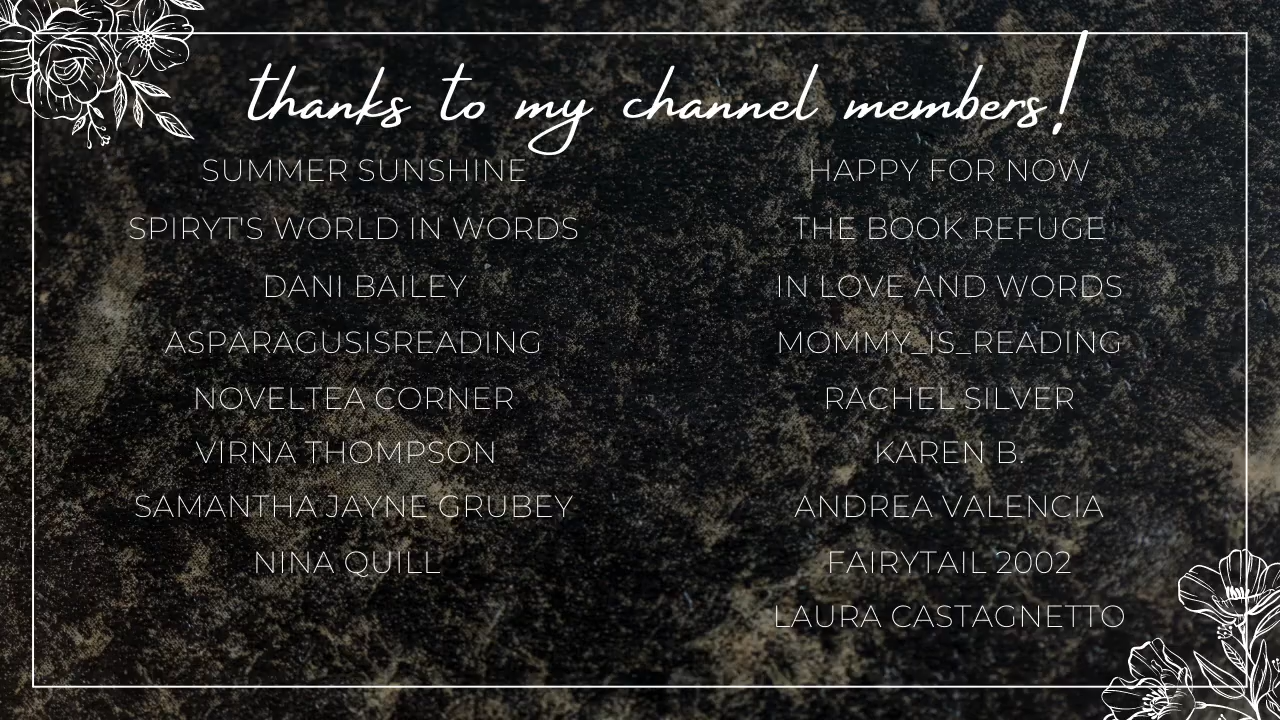 thanks to my channel members!
SUMMER SUNSHINE
SPIRYT'S WORLD IN WORDS
DANI BAILEY
ASPARAGUSISREADING
NOVELTEA CORNER
VIRNA THOMPSON
SAMANTHA JAYNE GRUBEY
NINA QUILL
HAPPY FOR NOW
THE BOOK REFUGE
IN LOVE AND WORDS
MOMMY_IS_READING
RACHEL SILVER
KAREN B.
ANDREA VALENCIA
FAIRYTAIL 2002
LAURA CASTAGNETTO